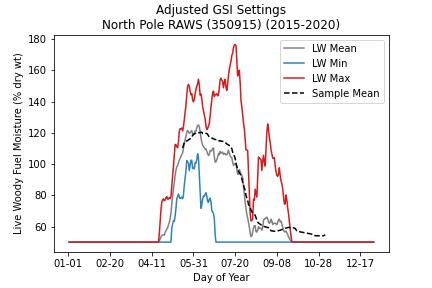 Adjusted GSI Settings
North Pole RAWS (350915) (2015-2020)
Live Woody Fuel Moisture (% dry wt)
180
160
140
120
100
80
60
LW Mean
LW Min
LW Max
Sample Mean
01-01 02-20 04-11 05-31 07-20 09-08 10-28 12-17
Day of Year